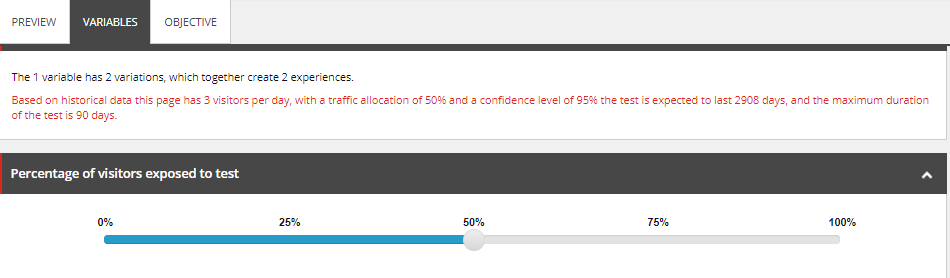 PREVIEW VARIABLES OBJECTIVE
The 1 variable has 2 variations, which together create 2 experiences.
Based on historical data this page has 3 visitors per day, with a traffic allocation of 50% and a confidence level of 95% the test is expected to last 2908 days, and the maximum duration
of the test is 90 days.
Percentage of visitors exposed to test
0% 25% 50% 75% 100%